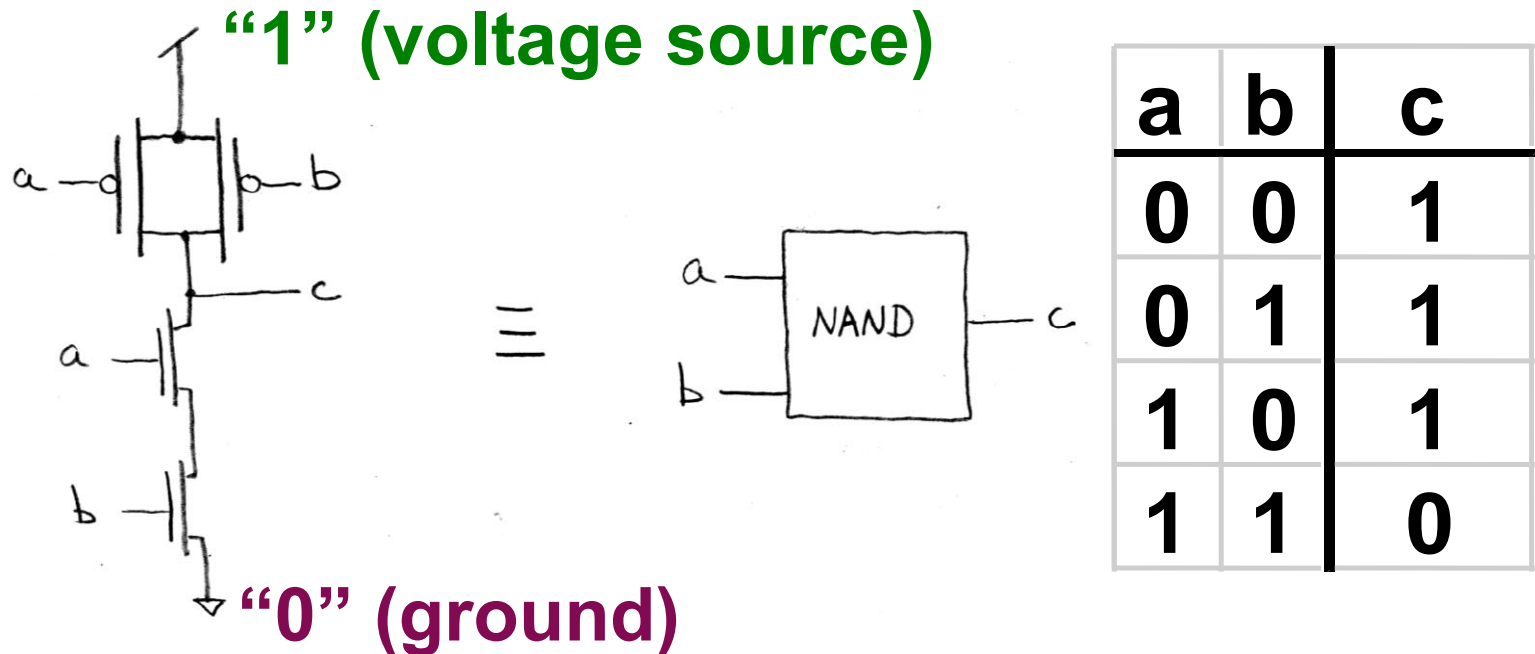 “1” (voltage source)
a
b
c
a
b
“0” (ground)
≡
a
b
NAND
c
a b c
0 0 1
0 1 1
1 0 1
1 1 0